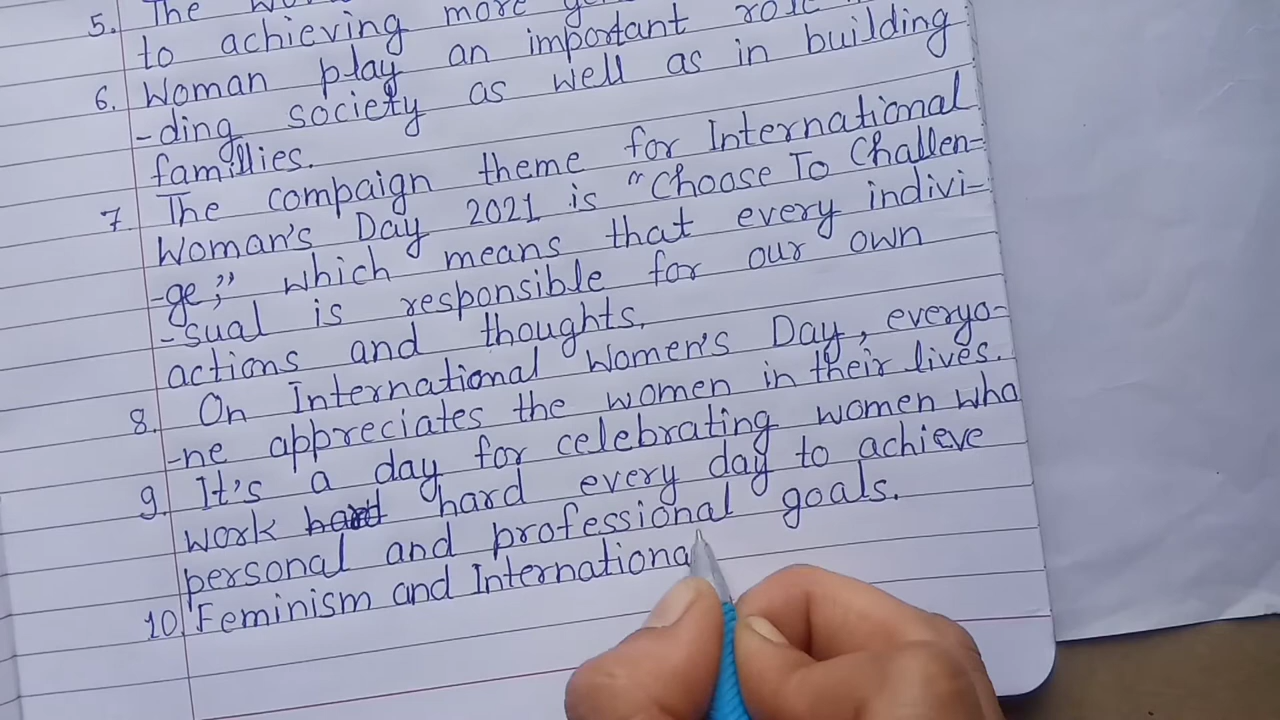 5. The
to achieving more
6. Woman play an important role
-ding society as well as in building
famillies.
7. The compaign theme for International
Woman's Day 2021 is "Choose To Challen-
-ge," which means that every indivi-
-sual is responsible for our own
actions and thoughts.
8. On International Women's Day, everyo-
-ne appreciates the women in their lives.
9. It's a day for celebrating women who
work hard every day to achieve
personal and professional goals.
10. Feminism and Internationa